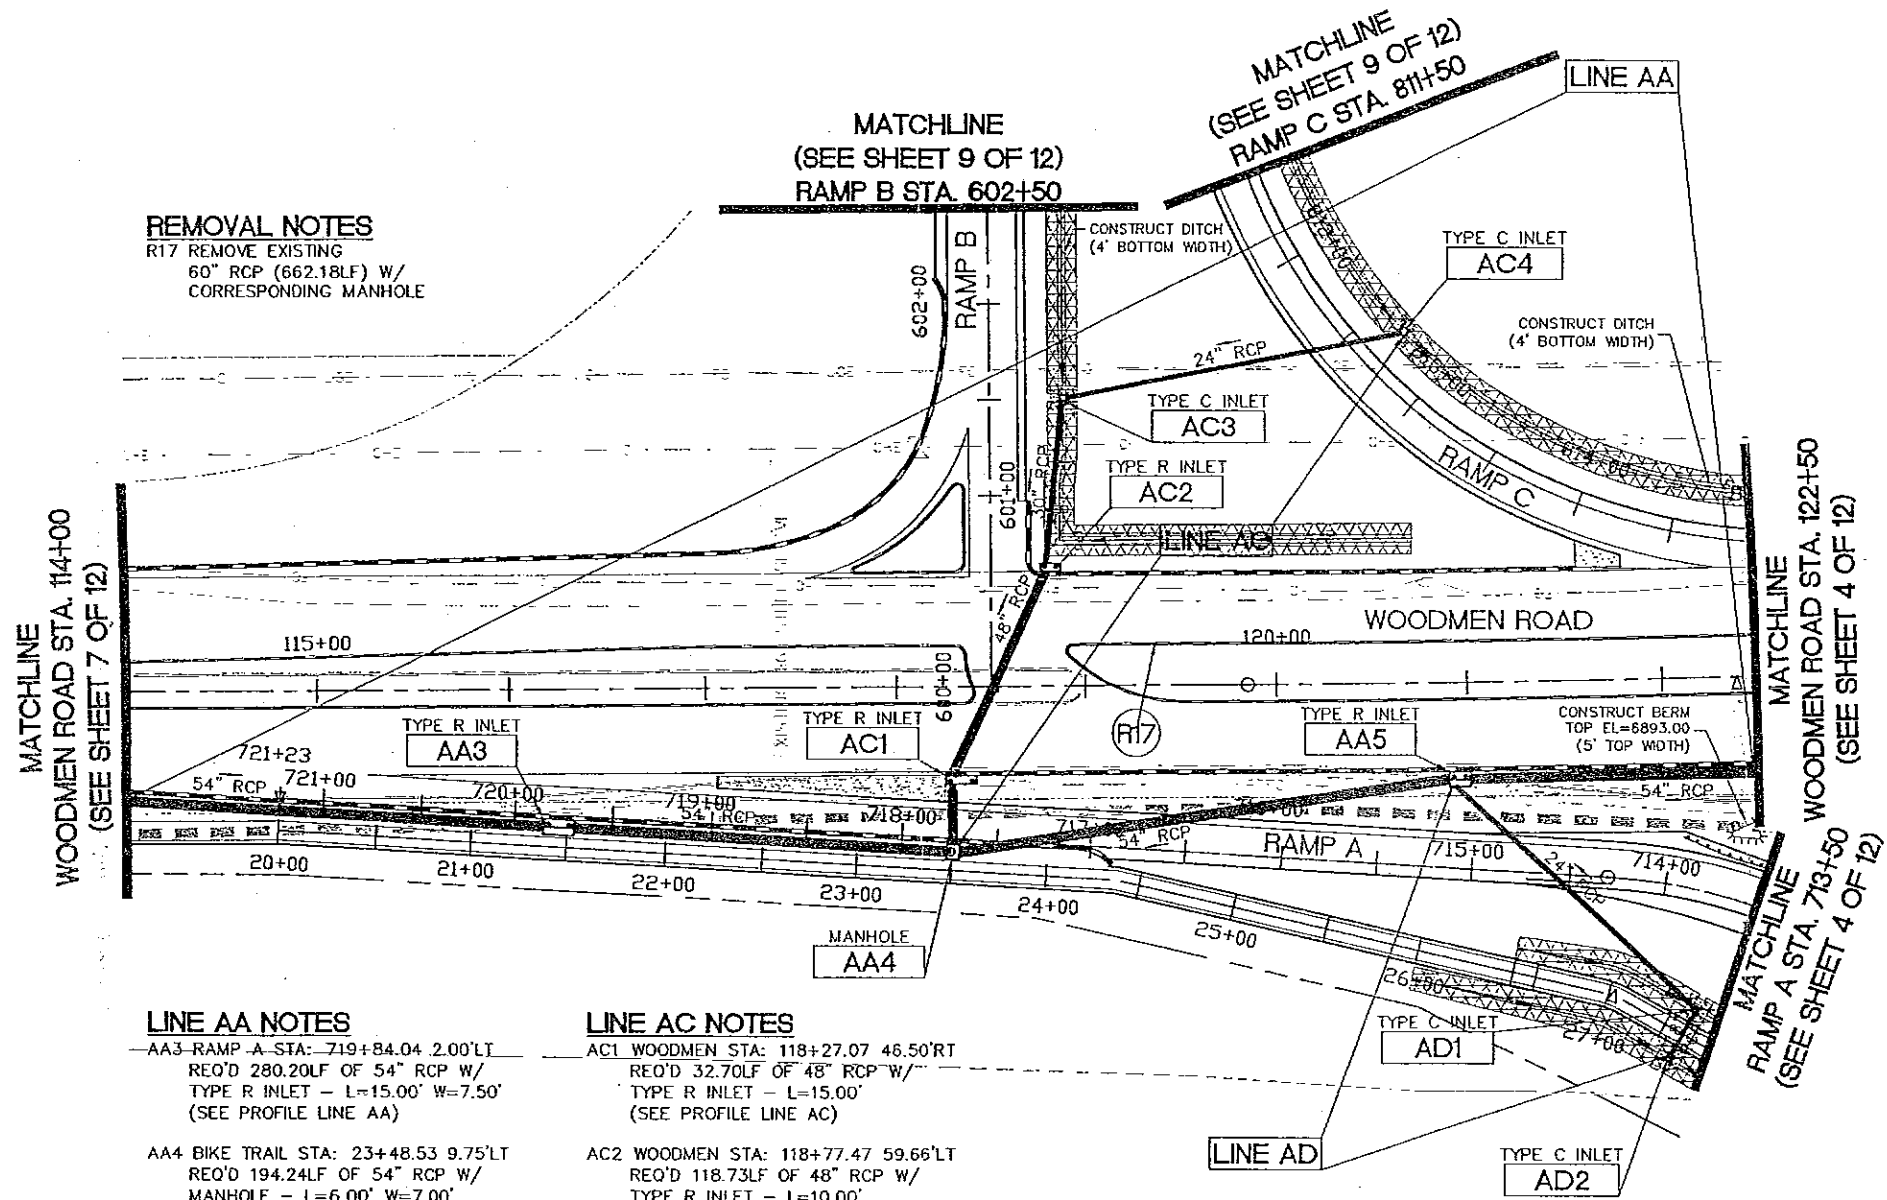 MATCHLINE
(SEE SHEET 9 OF 12)
RAMP C STA. 811+50
LINE AA
MATCHLINE
(SEE SHEET 9 OF 12)
RAMP B STA. 602+50
REMOVAL NOTES
R17 REMOVE EXISTING
60" RCP (662.18LF) W/
CORRESPONDING MANHOLE
CONSTRUCT DITCH
(4' BOTTOM WIDTH)
TYPE C INLET
AC4
602+00
RAMP B
CONSTRUCT DITCH
(4' BOTTOM WIDTH)
24" RCP
TYPE C INLET
AC3
RAMP C
TYPE R INLET
AC2
30" RCP
601+00
LINE AC
MATCHLINE
WOODMEN ROAD STA. 114+00
(SEE SHEET 7 OF 12)
MATCHLINE
WOODMEN ROAD STA. 122+50
(SEE SHEET 4 OF 12)
48" RCP
WOODMEN ROAD
115+00
120+00
600+00
R17
TYPE R INLET
AA3
TYPE R INLET
AC1
TYPE R INLET
AA5
CONSTRUCT BERM
TOP EL=6893.00
(5' TOP WIDTH)
721+23
721+00
54" RCP
720+00
719+00
54" RCP
718+00
54" RCP
54" RCP
RAMP A
715+00
714+00
24" RCP
20+00
21+00
22+00
23+00
24+00
25+00
26+00
27+00
MANHOLE
AA4
MATCHLINE
RAMP A STA. 713+50
(SEE SHEET 4 OF 12)
TYPE C INLET
AD1
LINE AD
TYPE C INLET
AD2
LINE AA NOTES
AA3 RAMP A STA: 719+84.04 2.00'LT
REQ'D 280.20LF OF 54" RCP W/
TYPE R INLET - L=15.00' W=7.50'
(SEE PROFILE LINE AA)
AA4 BIKE TRAIL STA: 23+48.53 9.75'LT
REQ'D 194.24LF OF 54" RCP W/
MANHOLE - L=6.00' W=7.00'
LINE AC NOTES
AC1 WOODMEN STA: 118+27.07 46.50'RT
REQ'D 32.70LF OF 48" RCP W/
TYPE R INLET - L=15.00'
(SEE PROFILE LINE AC)
AC2 WOODMEN STA: 118+77.47 59.66'LT
REQ'D 118.73LF OF 48" RCP W/
TYPE R INLET - L=10.00'